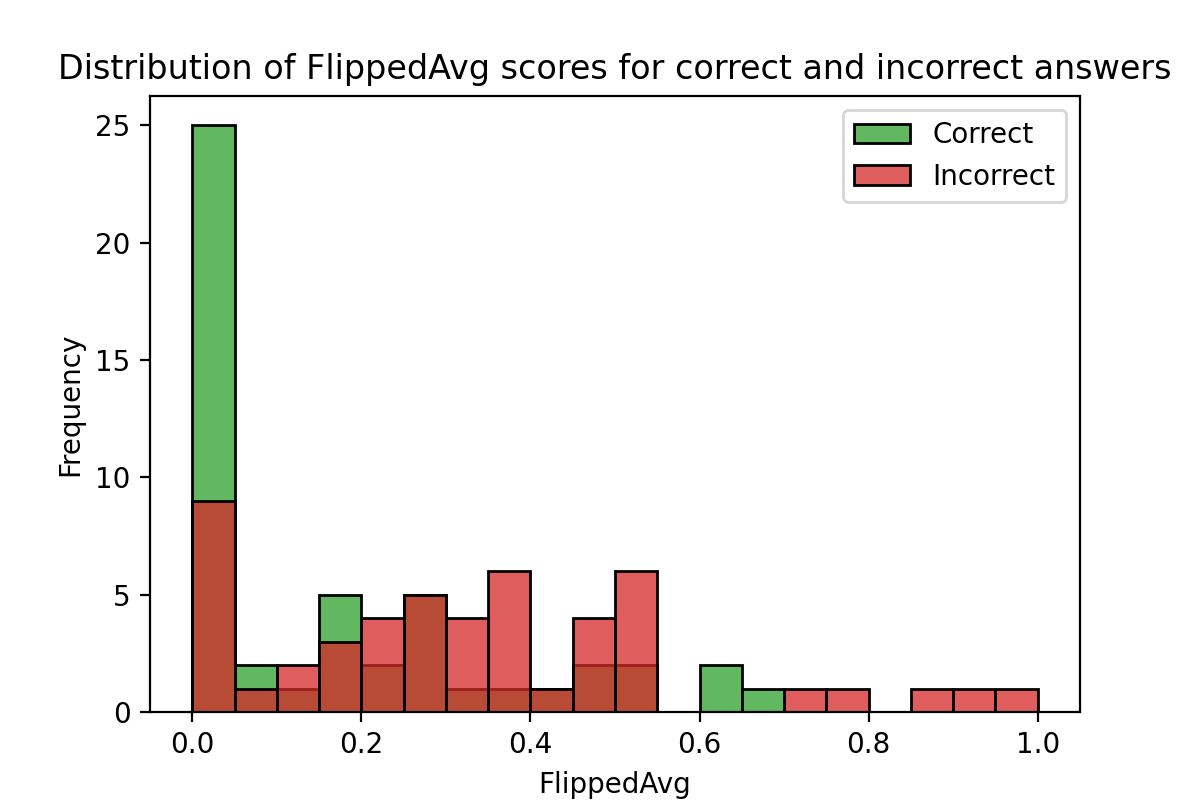 Distribution of FlippedAvg scores for correct and incorrect answers
Correct
Incorrect
25
20
15
10
5
0
Frequency
0.0 0.2 0.4 0.6 0.8 1.0
FlippedAvg